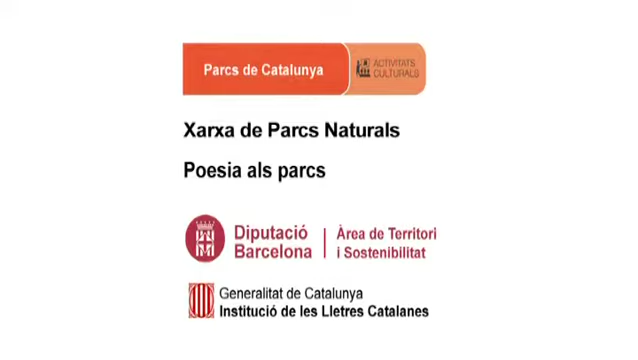 Parcs de Catalunya
ACTIVITATS
CULTURALS
Xarxa de Parcs Naturals
Poesia als parcs
Diputació
Barcelona
Àrea de Territori
i Sostenibilitat
Generalitat de Catalunya
Institució de les Lletres Catalanes